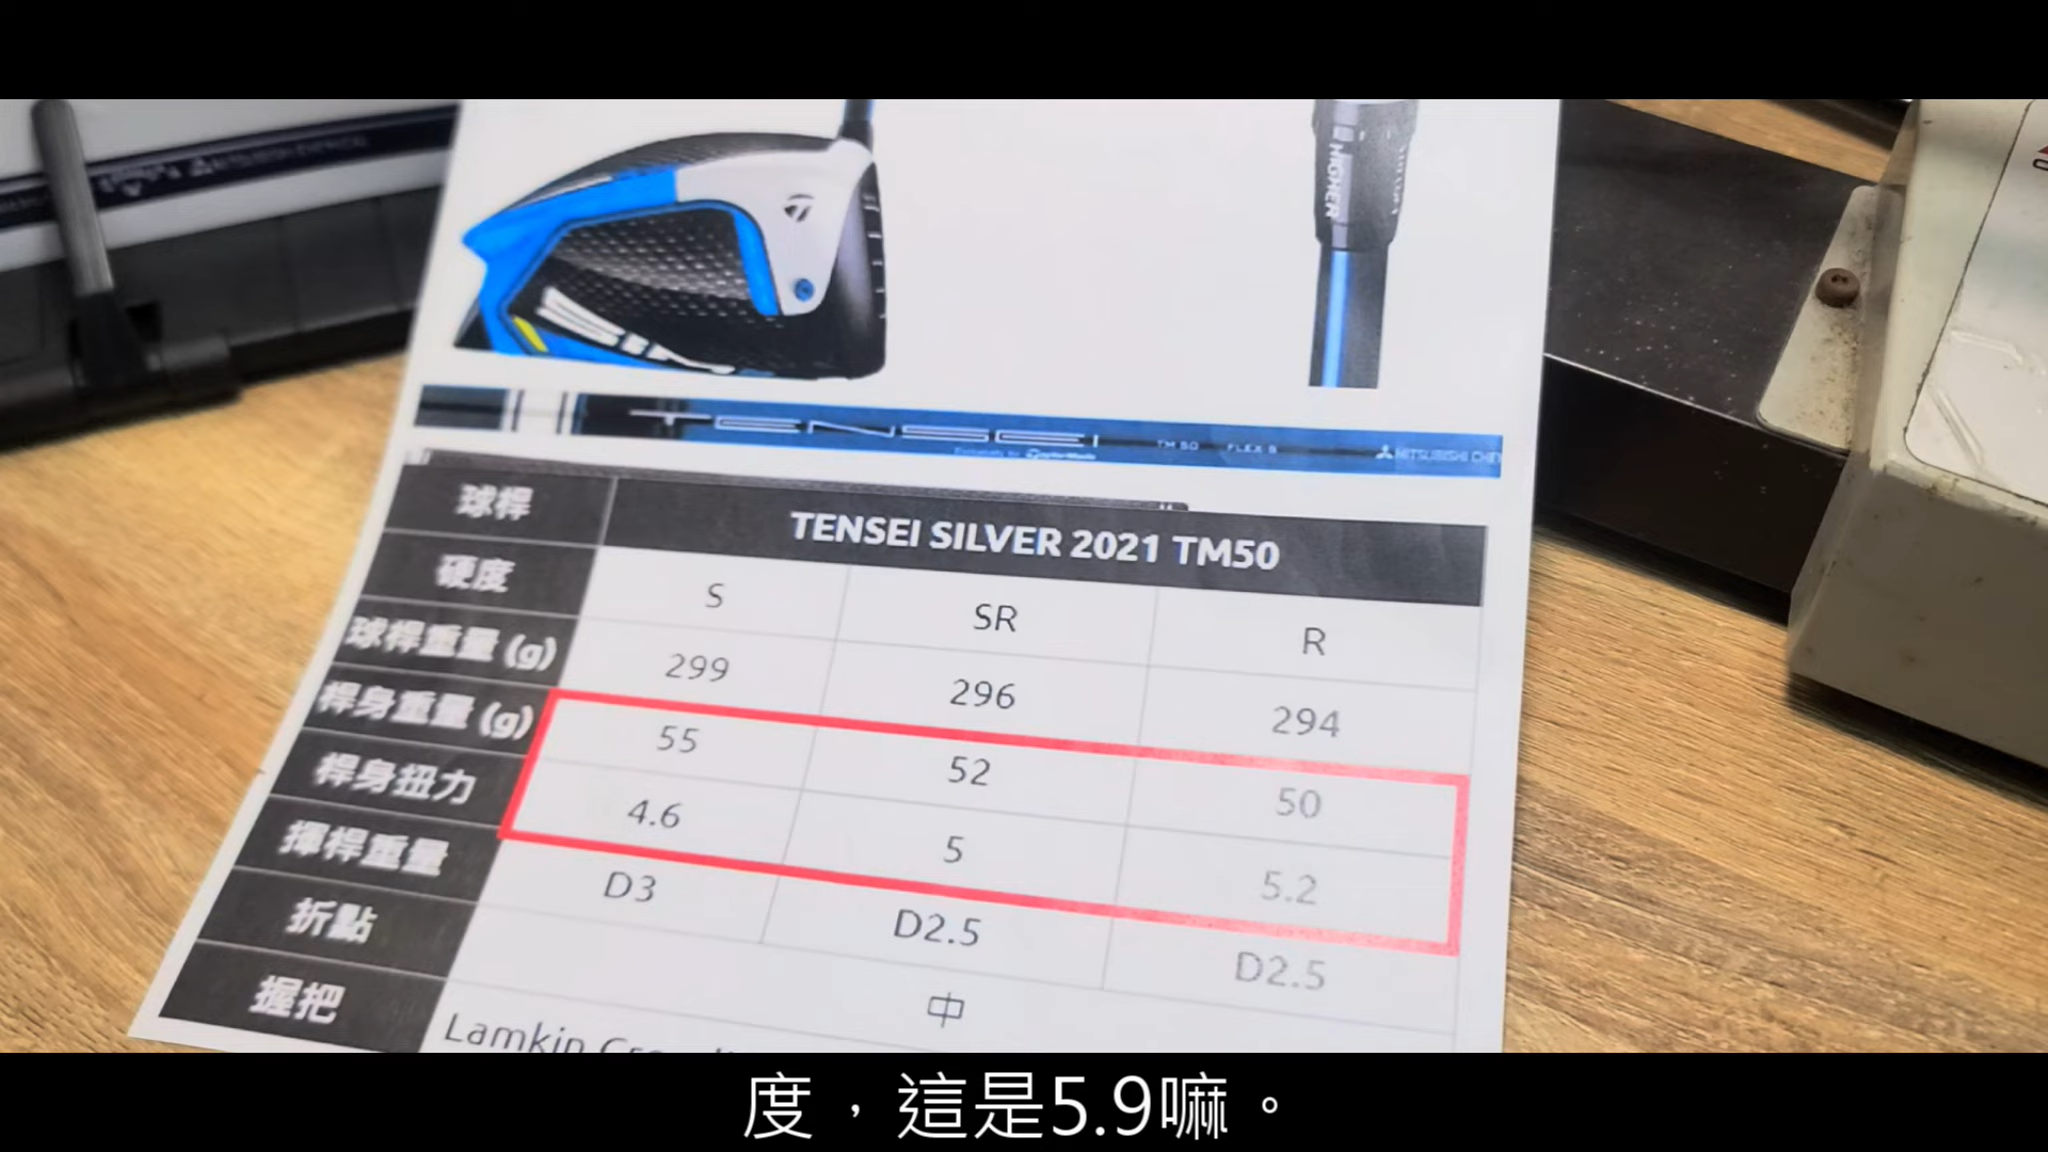 HIGHER
SIM
TENSEI TM 50 FLEX S MITSUBISHI CHE
TaylorMade
球桿 TENSEI SILVER 2021 TM50
硬度 S SR R
球桿重量 (g) 299 296 294
桿身重量 (g) 55 52 50
桿身扭力 4.6 5 5.2
揮桿重量 D3 D2.5 D2.5
折點 中
握把 Lamkin
度，這是5.9嘛。